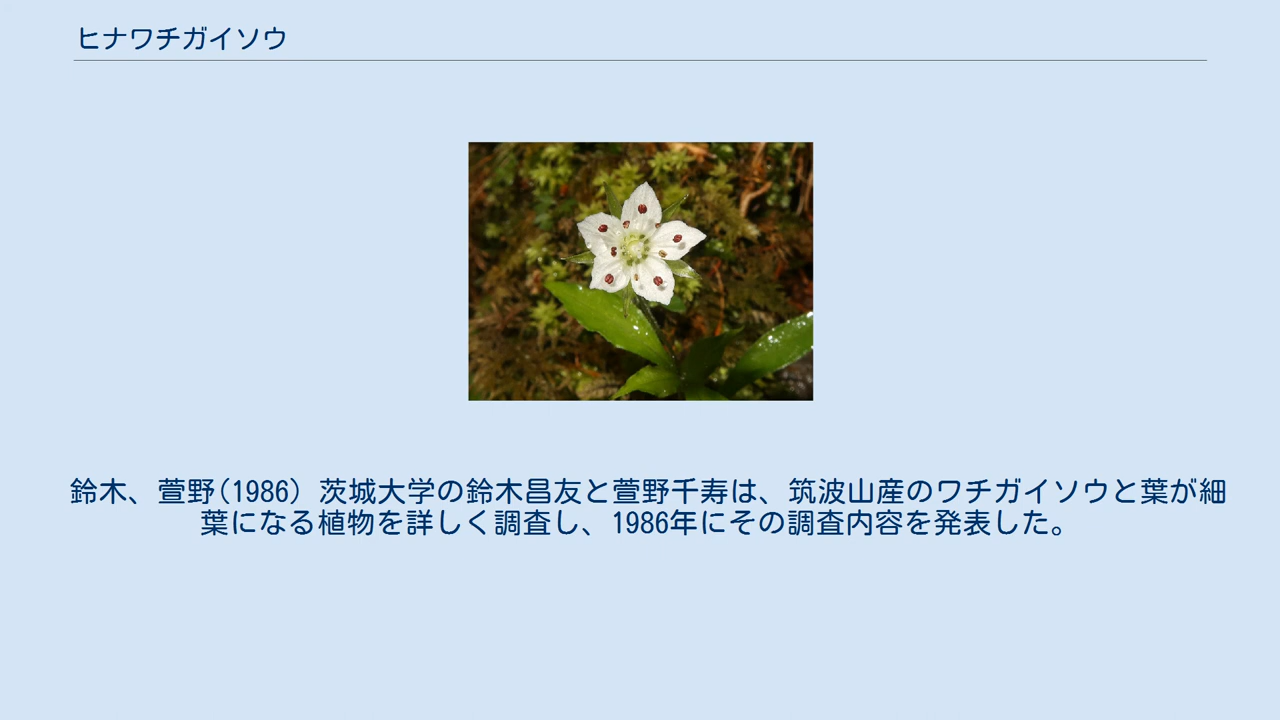 ヒナワチガイソウ
鈴木、萱野(1986) 茨城大学の鈴木昌友と萱野千寿は、筑波山産のワチガイソウと葉が細
葉になる植物を詳しく調査し、1986年にその調査内容を発表した。